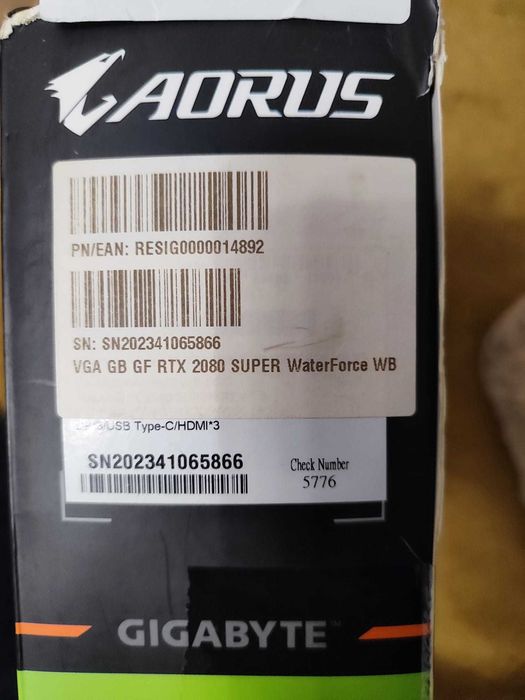 AORUS
PN/EAN: RESIG0000014892
SN: SN202341065866
VGA GB GF RTX 2080 SUPER WaterForce WB
/USB Type-C/HDMI*3
SN202341065866
Check Number
5776
GIGABYTE™